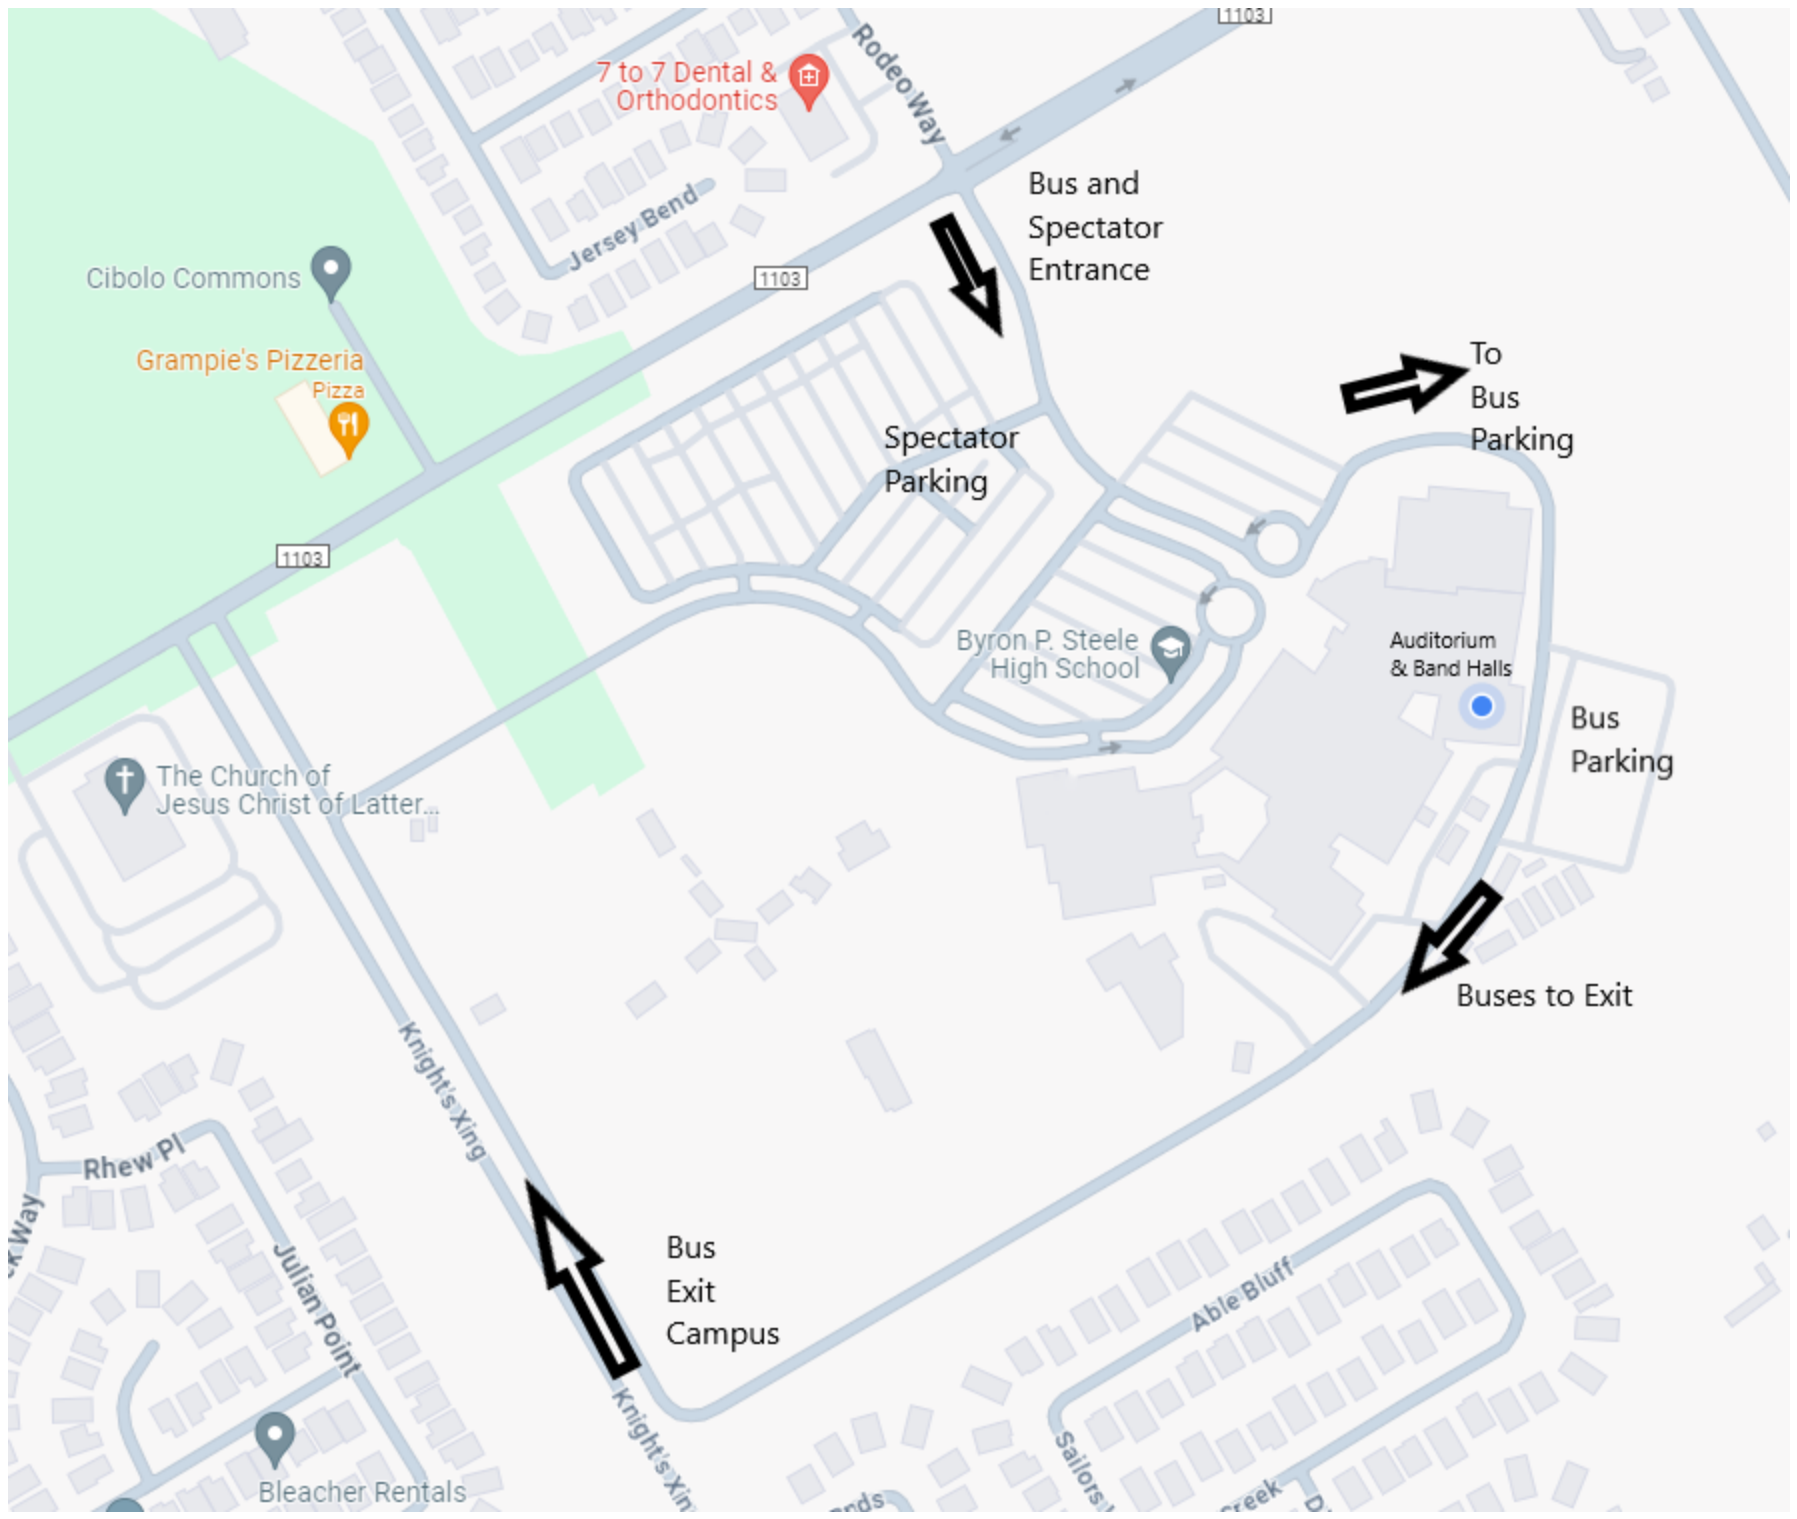 1103
Rodeo Way
7 to 7 Dental &
Orthodontics
Bus and
Spectator
Entrance
Jersey Bend
Cibolo Commons
1103
Grampie's Pizzeria
Pizza
To
Bus
Parking
Spectator
Parking
1103
Byron P. Steele
High School
Auditorium
& Band Halls
Bus
Parking
The Church of
Jesus Christ of Latter...
Buses to Exit
Knight's Xing
Rhew Pl
Julian Point
Bus
Exit
Campus
Able Bluff
Knight's Xin
Sailors
Bleacher Rentals